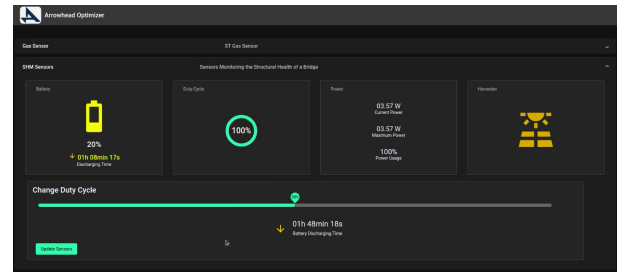 Arrowhead Optimizer
Gas Sensor ST Gas Sensor
SHM Sensors Sensors Monitoring the Structural Health of a Bridge
Battery Duty Cycle Power Harvester
20%
01h 08min 17s
Discharging Time
100%
03.57 W
Current Power
03.57 W
Maximum Power
100%
Power Usage
Change Duty Cycle
01h 48min 18s
Battery Discharging Time
Update Sensors